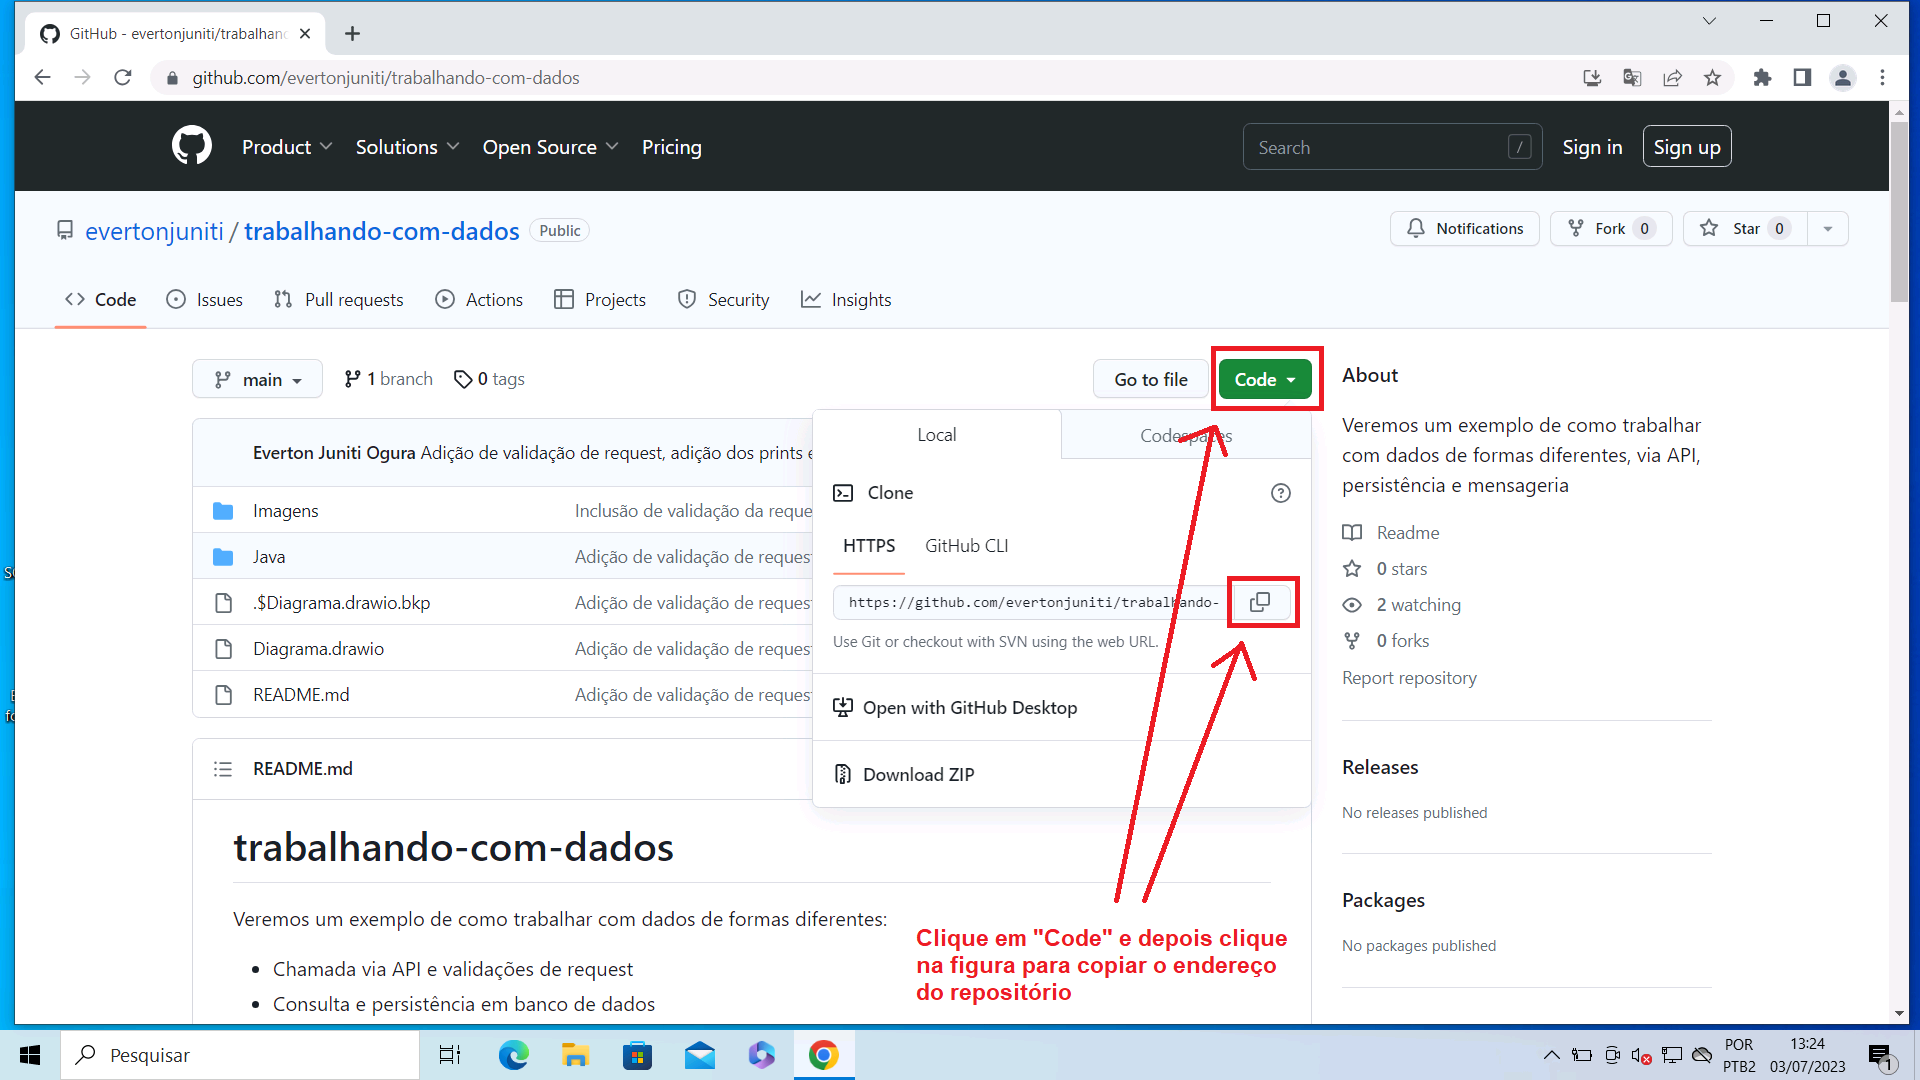 GitHub - evertonjuniti/trabalhand
github.com/evertonjuniti/trabalhando-com-dados
Product
Solutions
Open Source
Pricing
Search
/
Sign in
Sign up
evertonjuniti / trabalhando-com-dados
Public
Notifications
Fork 0
Star 0
Code
Issues
Pull requests
Actions
Projects
Security
Insights
main
1 branch
0 tags
Go to file
Code
Everton Juniti Ogura Adição de validação de request, adição dos prints e
Imagens
Inclusão de validação da reque
Java
Adição de validação de reques
.$Diagrama.drawio.bkp
Adição de validação de reques
Diagrama.drawio
Adição de validação de reques
README.md
Adição de validação de reques
Local
Codespaces
Clone
HTTPS
GitHub CLI
https://github.com/evertonjuniti/trabalhando-
Use Git or checkout with SVN using the web URL.
Open with GitHub Desktop
Download ZIP
About
Veremos um exemplo de como trabalhar
com dados de formas diferentes, via API,
persistência e mensageria
Readme
0 stars
2 watching
0 forks
Report repository
Releases
No releases published
Packages
No packages published
README.md
trabalhando-com-dados
Veremos um exemplo de como trabalhar com dados de formas diferentes:
Chamada via API e validações de request
Consulta e persistência em banco de dados
Clique em "Code" e depois clique
na figura para copiar o endereço
do repositório
Pesquisar
POR
PTB2
13:24
03/07/2023
1